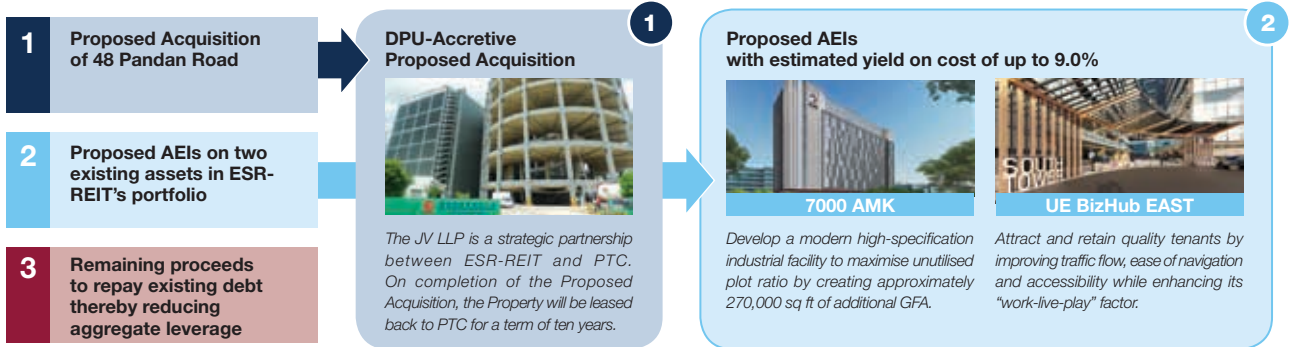 1
Proposed Acquisition
of 48 Pandan Road
2
Proposed AEIs on two
existing assets in ESR-
REIT's portfolio
3
Remaining proceeds
to repay existing debt
thereby reducing
aggregate leverage
1
DPU-Accretive
Proposed Acquisition
The JV LLP is a strategic partnership
between ESR-REIT and PTC.
On completion of the Proposed
Acquisition, the Property will be leased
back to PTC for a term of ten years.
2
Proposed AEIs
with estimated yield on cost of up to 9.0%
2
7000 AMK
Develop a modern high-specification
industrial facility to maximise unutilised
plot ratio by creating approximately
270,000 sq ft of additional GFA.
SOUTH
TOWER
UE BizHub EAST
Attract and retain quality tenants by
improving traffic flow, ease of navigation
and accessibility while enhancing its
"work-live-play" factor.